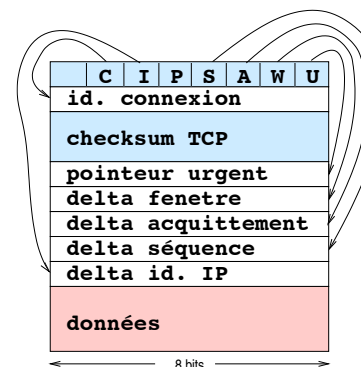 C I P S A W U
id. connexion
checksum TCP
pointeur urgent
delta fenetre
delta acquittement
delta séquence
delta id. IP
données
8 bits